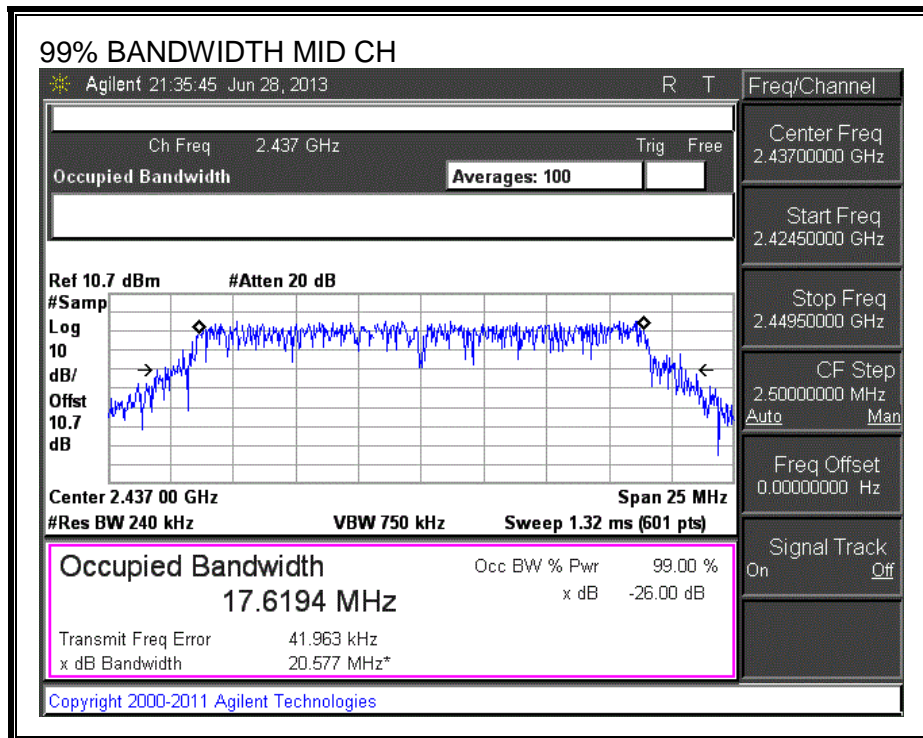 99% BANDWIDTH MID CH
Agilent 21:35:45 Jun 28, 2013 R T
Freq/Channel
Ch Freq 2.437 GHz Trig Free
Occupied Bandwidth Averages: 100
Center Freq
2.43700000 GHz
Start Freq
2.42450000 GHz
Stop Freq
2.44950000 GHz
CF Step
2.50000000 MHz
Auto Man
Freq Offset
0.00000000 Hz
Signal Track
On Off
Ref 10.7 dBm #Atten 20 dB
#Samp
Log
10
dB/
Offst
10.7
dB
Center 2.437 00 GHz Span 25 MHz
#Res BW 240 kHz VBW 750 kHz Sweep 1.32 ms (601 pts)
Occupied Bandwidth Occ BW % Pwr 99.00 %
17.6194 MHz x dB -26.00 dB
Transmit Freq Error 41.963 kHz
x dB Bandwidth 20.577 MHz*
Copyright 2000-2011 Agilent Technologies